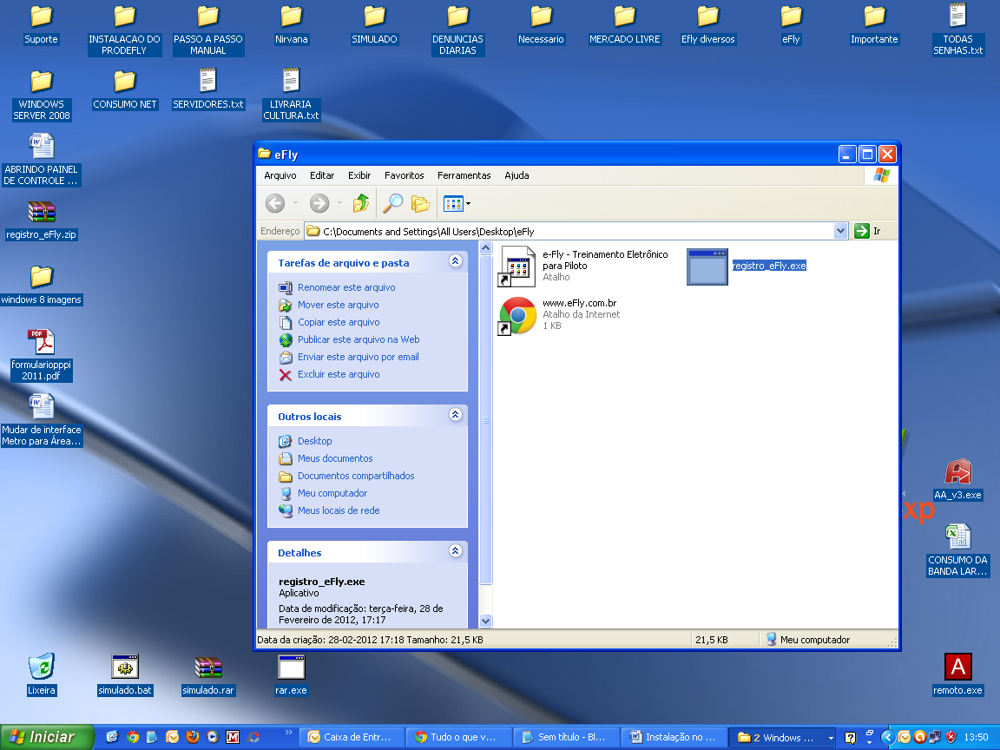 Suporte
INSTALACAO DO
PRODEFLY
PASSO A PASSO
MANUAL
Nirvana
SIMULADO
DENUNCIAS
DIARIAS
Necessario
MERCADO LIVRE
Efly diversos
eFly
Importante
TODAS
SENHAS.txt
WINDOWS
SERVER 2008
CONSUMO NET
SERVIDORES.txt
LIVRARIA
CULTURA.txt
ABRINDO PAINEL
DE CONTROLE ...
registro_eFly.zip
windows 8 imagens
PDF
formulariopppi
2011.pdf
Mudar de interface
Metro para Área...
eFly
Arquivo Editar Exibir Favoritos Ferramentas Ajuda
Endereço C:\Documents and Settings\All Users\Desktop\eFly Ir
Tarefas de arquivo e pasta
Renomear este arquivo
Mover este arquivo
Copiar este arquivo
Publicar este arquivo na Web
Enviar este arquivo por email
Excluir este arquivo
Outros locais
Desktop
Meus documentos
Documentos compartilhados
Meu computador
Meus locais de rede
Detalhes
registro_eFly.exe
Aplicativo
Data de modificação: terça-feira, 28 de
Fevereiro de 2012, 17:17
e-Fly - Treinamento Eletrônico
para Piloto
Atalho
registro_eFly.exe
www.eFly.com.br
Atalho da Internet
1 KB
Data da criação: 28-02-2012 17:18 Tamanho: 21,5 KB 21,5 KB Meu computador
AA_v3.exe
xp
CONSUMO DA
BANDA LAR...
Lixeira
simulado.bat
simulado.rar
rar.exe
A
remoto.exe
Iniciar
Caixa de Entr...
Tudo o que v...
Sem título - Bl...
Instalação no ...
2 Windows ...
13:50